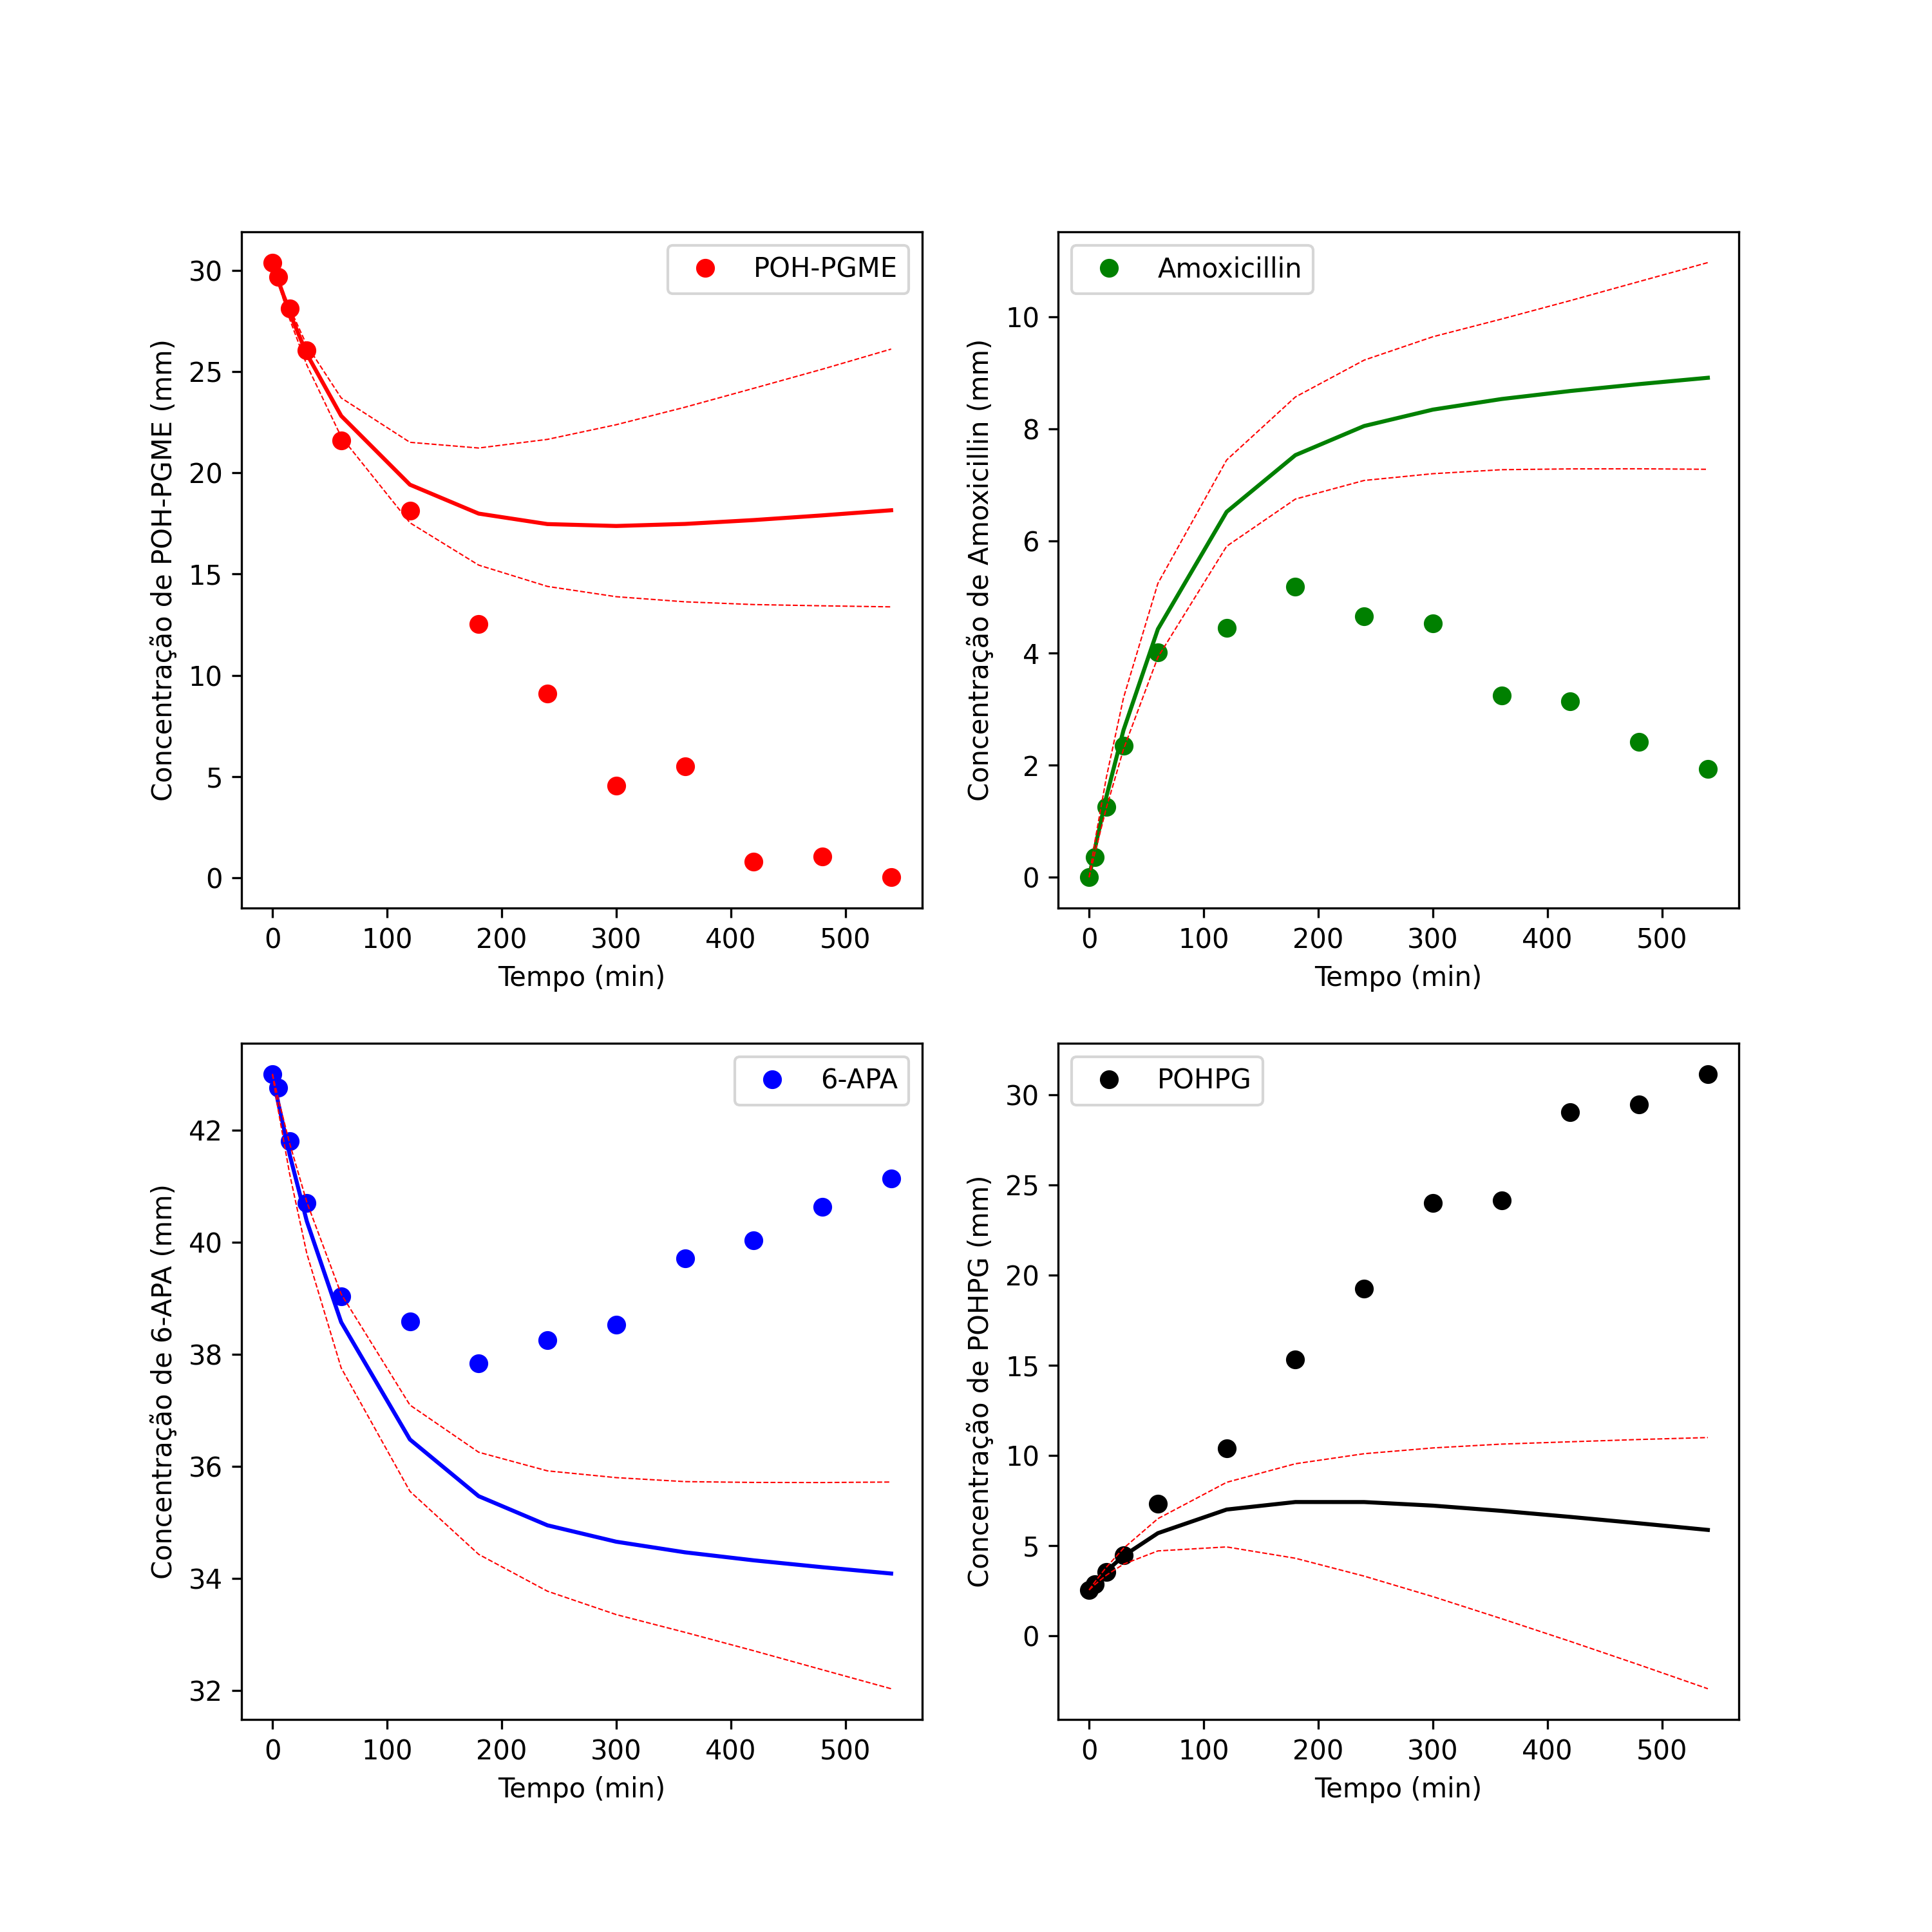 POH-PGME
Concentração de POH-PGME (mm)
30
25
20
15
10
5
0
0 100 200 300 400 500
Tempo (min)
Amoxicillin
Concentração de Amoxicillin (mm)
10
8
6
4
2
0
0 100 200 300 400 500
Tempo (min)
6-APA
Concentração de 6-APA (mm)
42
40
38
36
34
32
0 100 200 300 400 500
Tempo (min)
POHPG
Concentração de POHPG (mm)
30
25
20
15
10
5
0
0 100 200 300 400 500
Tempo (min)